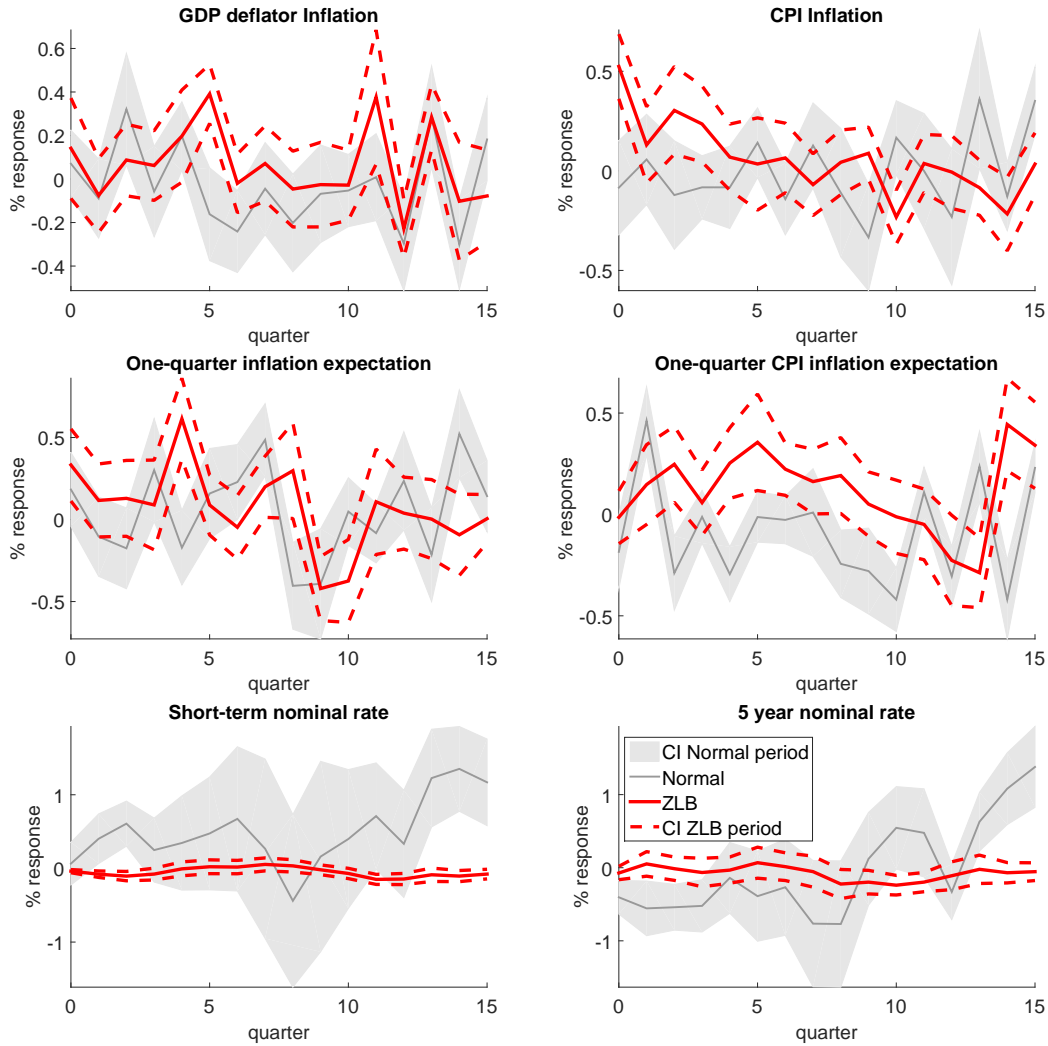 GDP deflator Inflation
0.6
0.4
0.2
0
-0.2
-0.4
% response
0 5 10 15
quarter
CPI Inflation
0.5
0
-0.5
% response
0 5 10 15
quarter
One-quarter inflation expectation
0.5
0
-0.5
% response
0 5 10 15
quarter
One-quarter CPI inflation expectation
0.5
0
-0.5
% response
0 5 10 15
quarter
Short-term nominal rate
1
0
-1
% response
0 5 10 15
quarter
5 year nominal rate
1
0
-1
% response
CI Normal period
Normal
ZLB
CI ZLB period
0 5 10 15
quarter